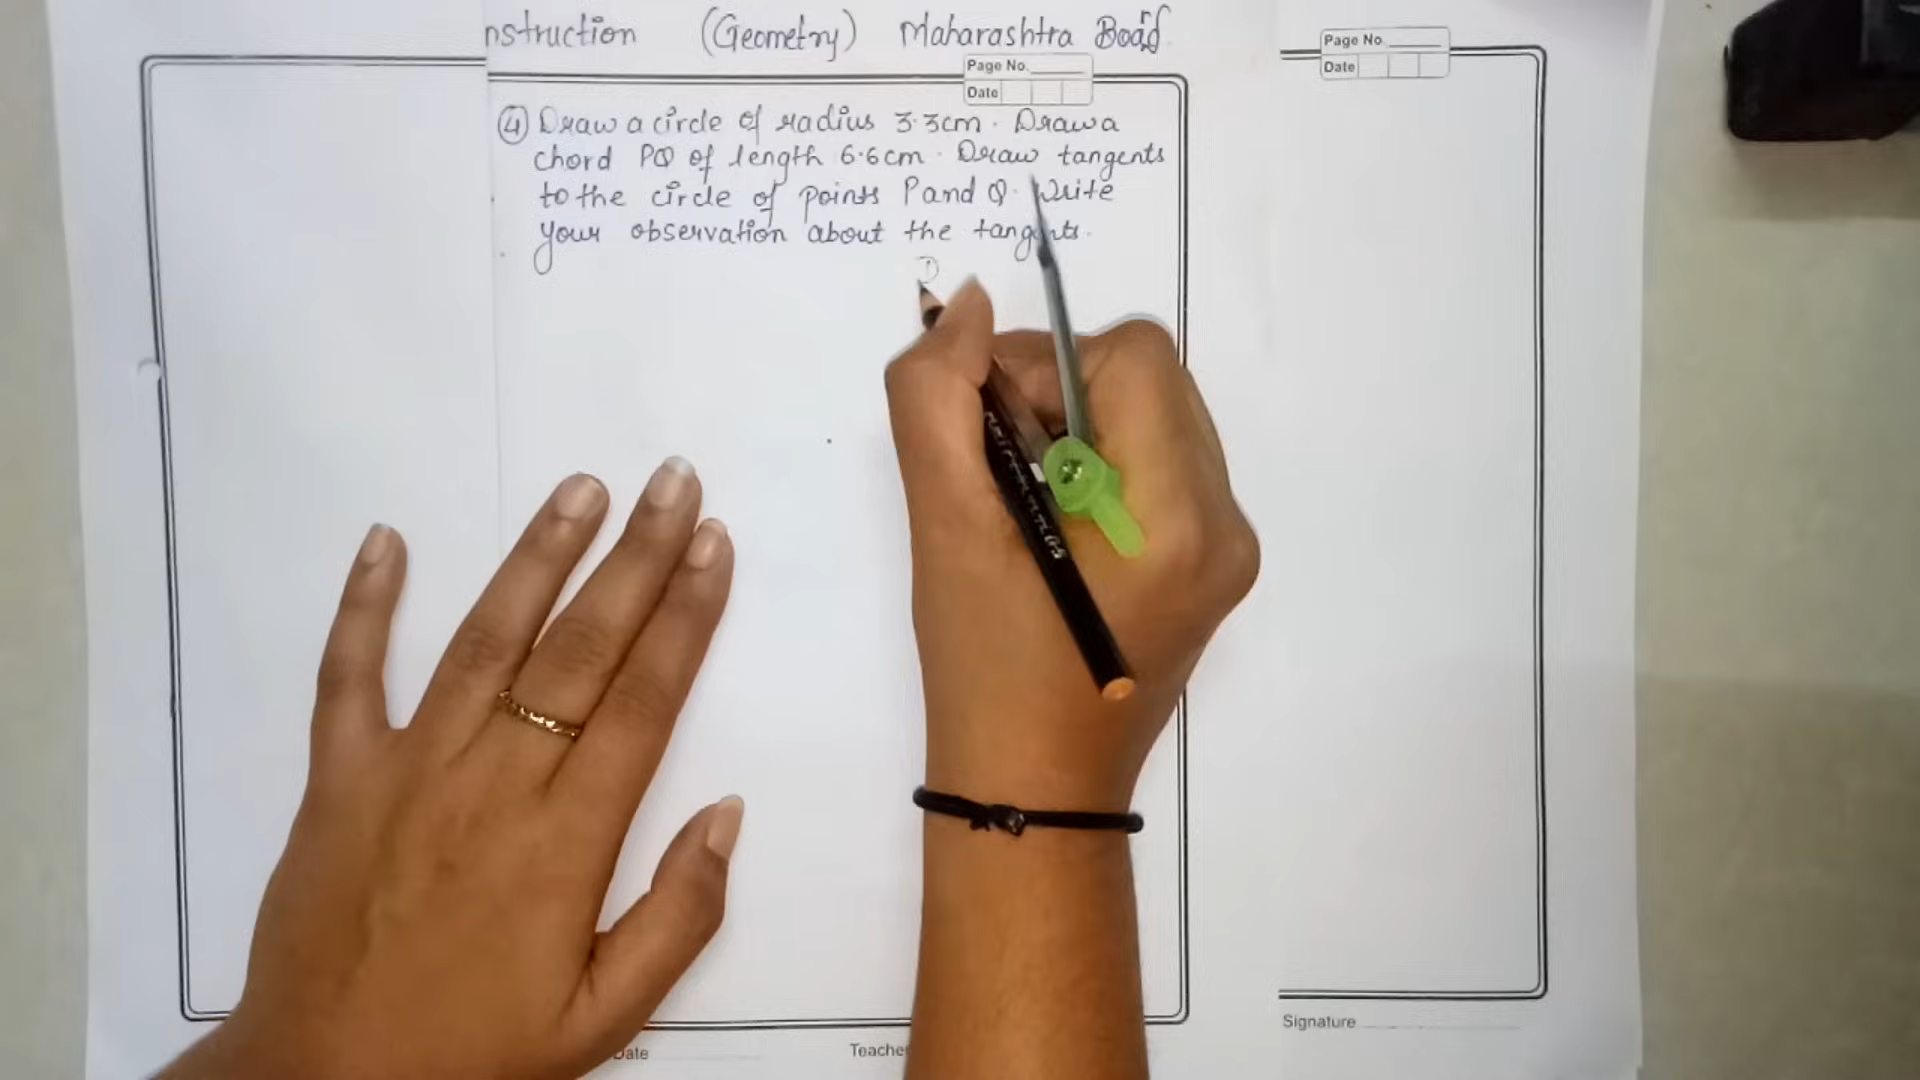 nstruction (Geometry) Maharashtra Board
Page No.
Date
Page No.
Date
④ Draw a circle of radius 3.3cm. Draw a
chord PQ of length 6.6cm. Draw tangents
to the circle of points P and Q. Write
your observation about the tangents.
Date
Teacher
Signature